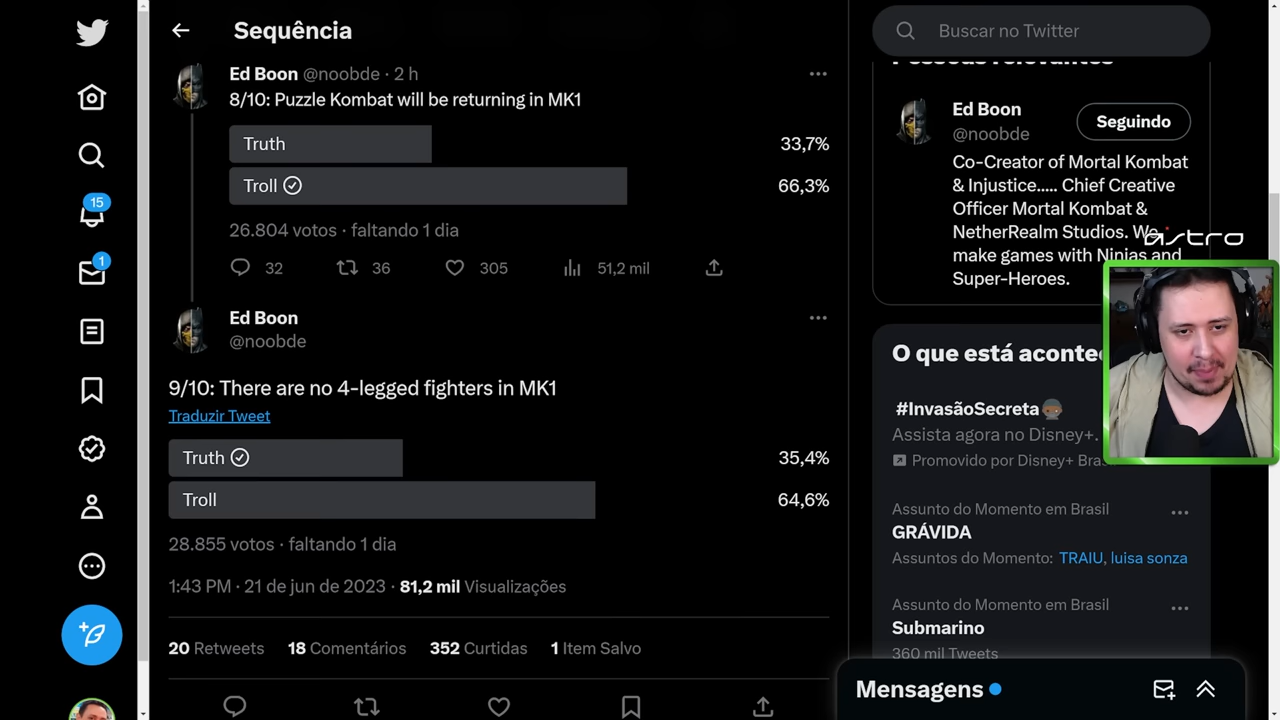 Sequência
Ed Boon @noobde · 2 h
8/10: Puzzle Kombat will be returning in MK1
Truth
33,7%
Troll
66,3%
26.804 votos · faltando 1 dia
32
36
305
51,2 mil
Ed Boon
@noobde
9/10: There are no 4-legged fighters in MK1
Traduzir Tweet
Truth
35,4%
Troll
64,6%
28.855 votos · faltando 1 dia
1:43 PM · 21 de jun de 2023 · 81,2 mil Visualizações
20 Retweets 18 Comentários 352 Curtidas 1 Item Salvo
15
1
Buscar no Twitter
Pessoas relevantes
Ed Boon
@noobde
Seguindo
Co-Creator of Mortal Kombat
& Injustice..... Chief Creative
Officer Mortal Kombat &
NetherRealm Studios. We
make games with Ninjas and
Super-Heroes.
astro
O que está aconte
#InvasãoSecreta
Assista agora no Disney+.
Promovido por Disney+ Bra
Assunto do Momento em Brasil
GRÁVIDA
Assuntos do Momento: TRAIU, luisa sonza
Assunto do Momento em Brasil
Submarino
360 mil Tweets
Mensagens